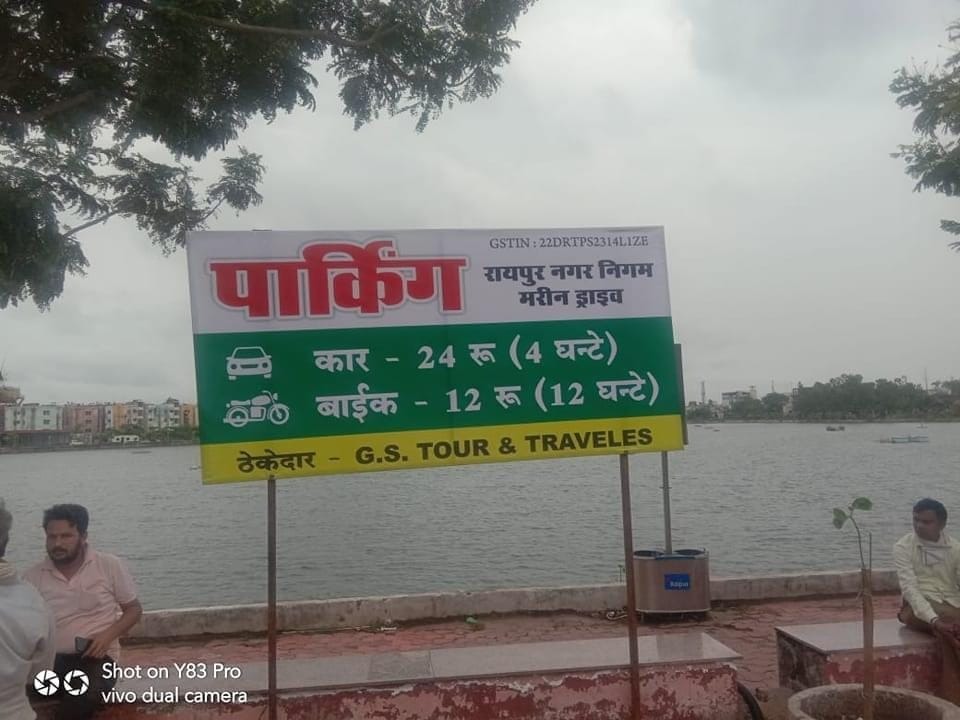 GSTIN : 22DRTPS2314L1ZE
पार्किंग
रायपुर नगर निगम
मरीन ड्राइव
कार - 24 रू (4 घन्टे)
बाईक - 12 रू (12 घन्टे)
ठेकेदार - G.S. TOUR & TRAVELES
Raipur
Shot on Y83 Pro
vivo dual camera